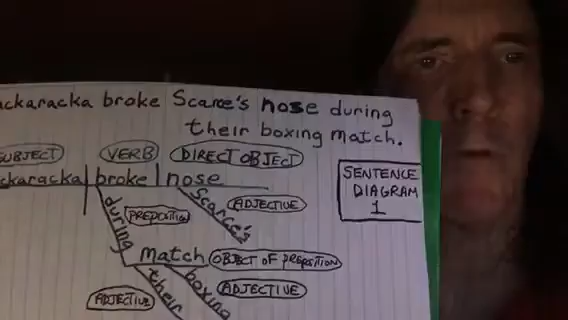 ackaracka broke Scarce's nose during
their boxing match.
SUBJECT VERB DIRECT OBJECT
ckaracka broke nose
Scarce's ADJECTIVE
SENTENCE
DIAGRAM
1
during PREPOSITION
match OBJECT OF PREPOSITION
their boxing ADJECTIVE
ADJECTIVE